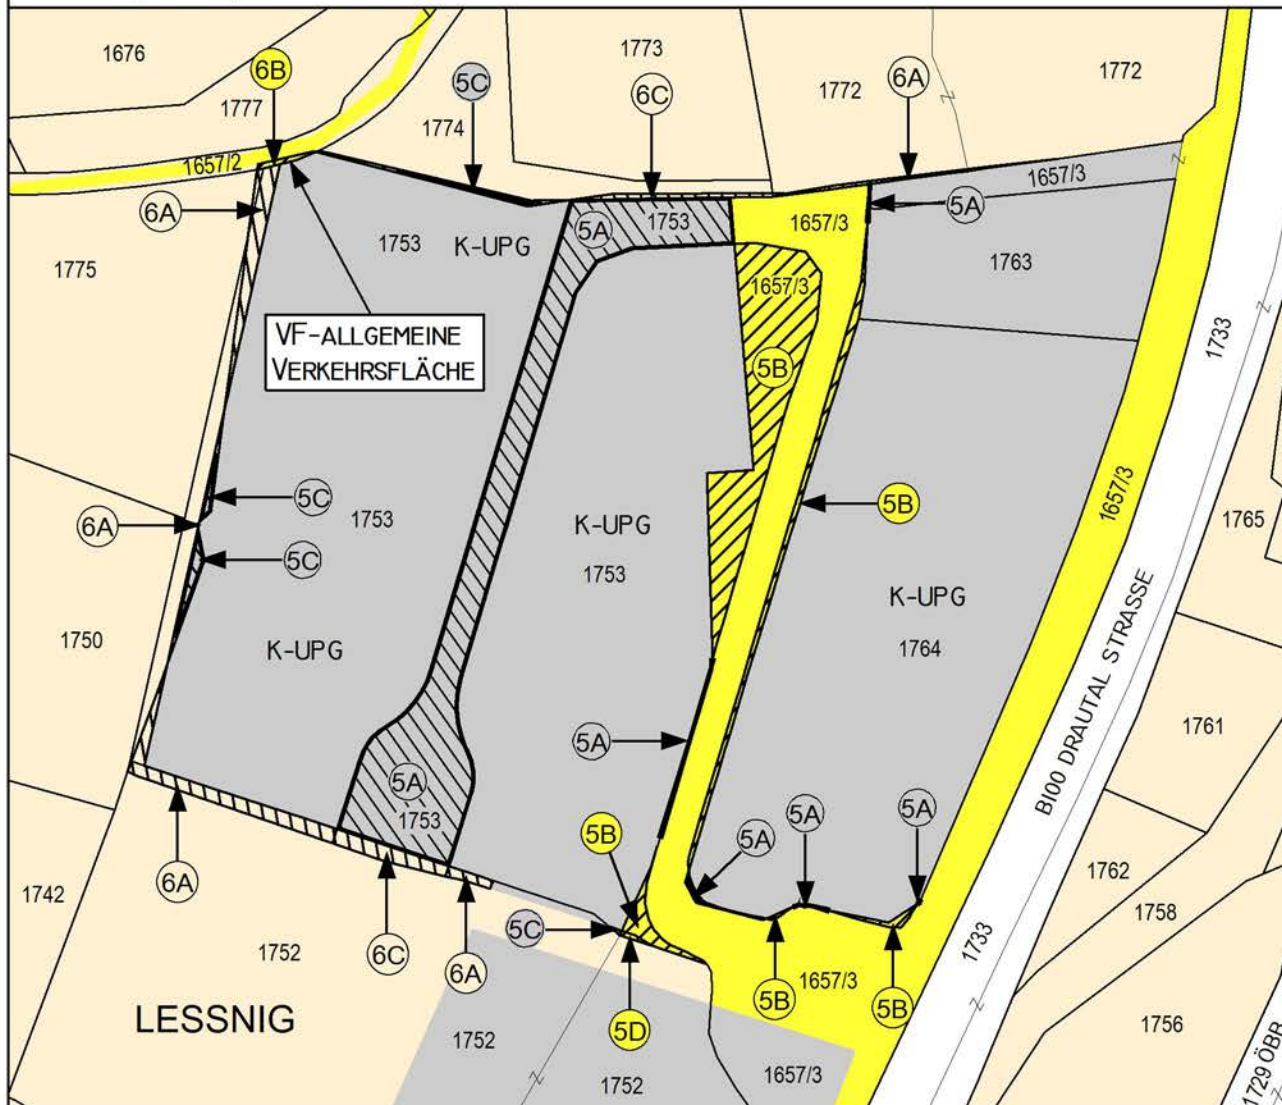 1676
1773
6B
5C
6C
6A
1772
1772
1777
1774
1657/2
1657/3
6A
1753
K-UPG
5A
1753
1657/3
5A
1775
1763
1657/3
VF-ALLGEMEINE
VERKEHRSFLÄCHE
1733
5B
1657/3
5C
6A
1753
K-UPG
5B
1765
5C
1753
K-UPG
1750
K-UPG
1764
B100 DRAUTAL STRASSE
1761
5A
5A
1753
5B
5A
5A
5A
1742
6A
1762
1758
6C
6A
5C
1752
1657/3
1733
5B
5B
LESSNIG
5D
1752
1752
1657/3
1756
1729 ÖBB